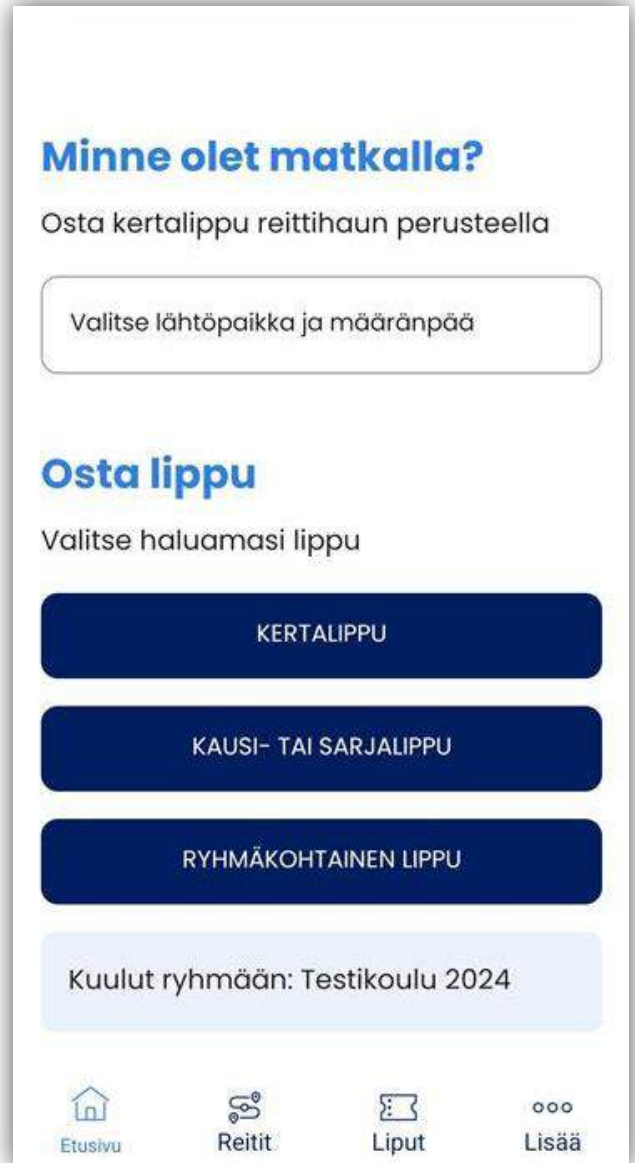 Minne olet matkalla?
Osta kertalippu reittihaun perusteella
Valitse lähtöpaikka ja määränpää
Osta lippu
Valitse haluamasi lippu
KERTALIPPU
KAUSI- TAI SARJALIPPU
RYHMÄKOHTAINEN LIPPU
Kuulut ryhmään: Testikoulu 2024
Etusivu
Reitit
Liput
Lisää